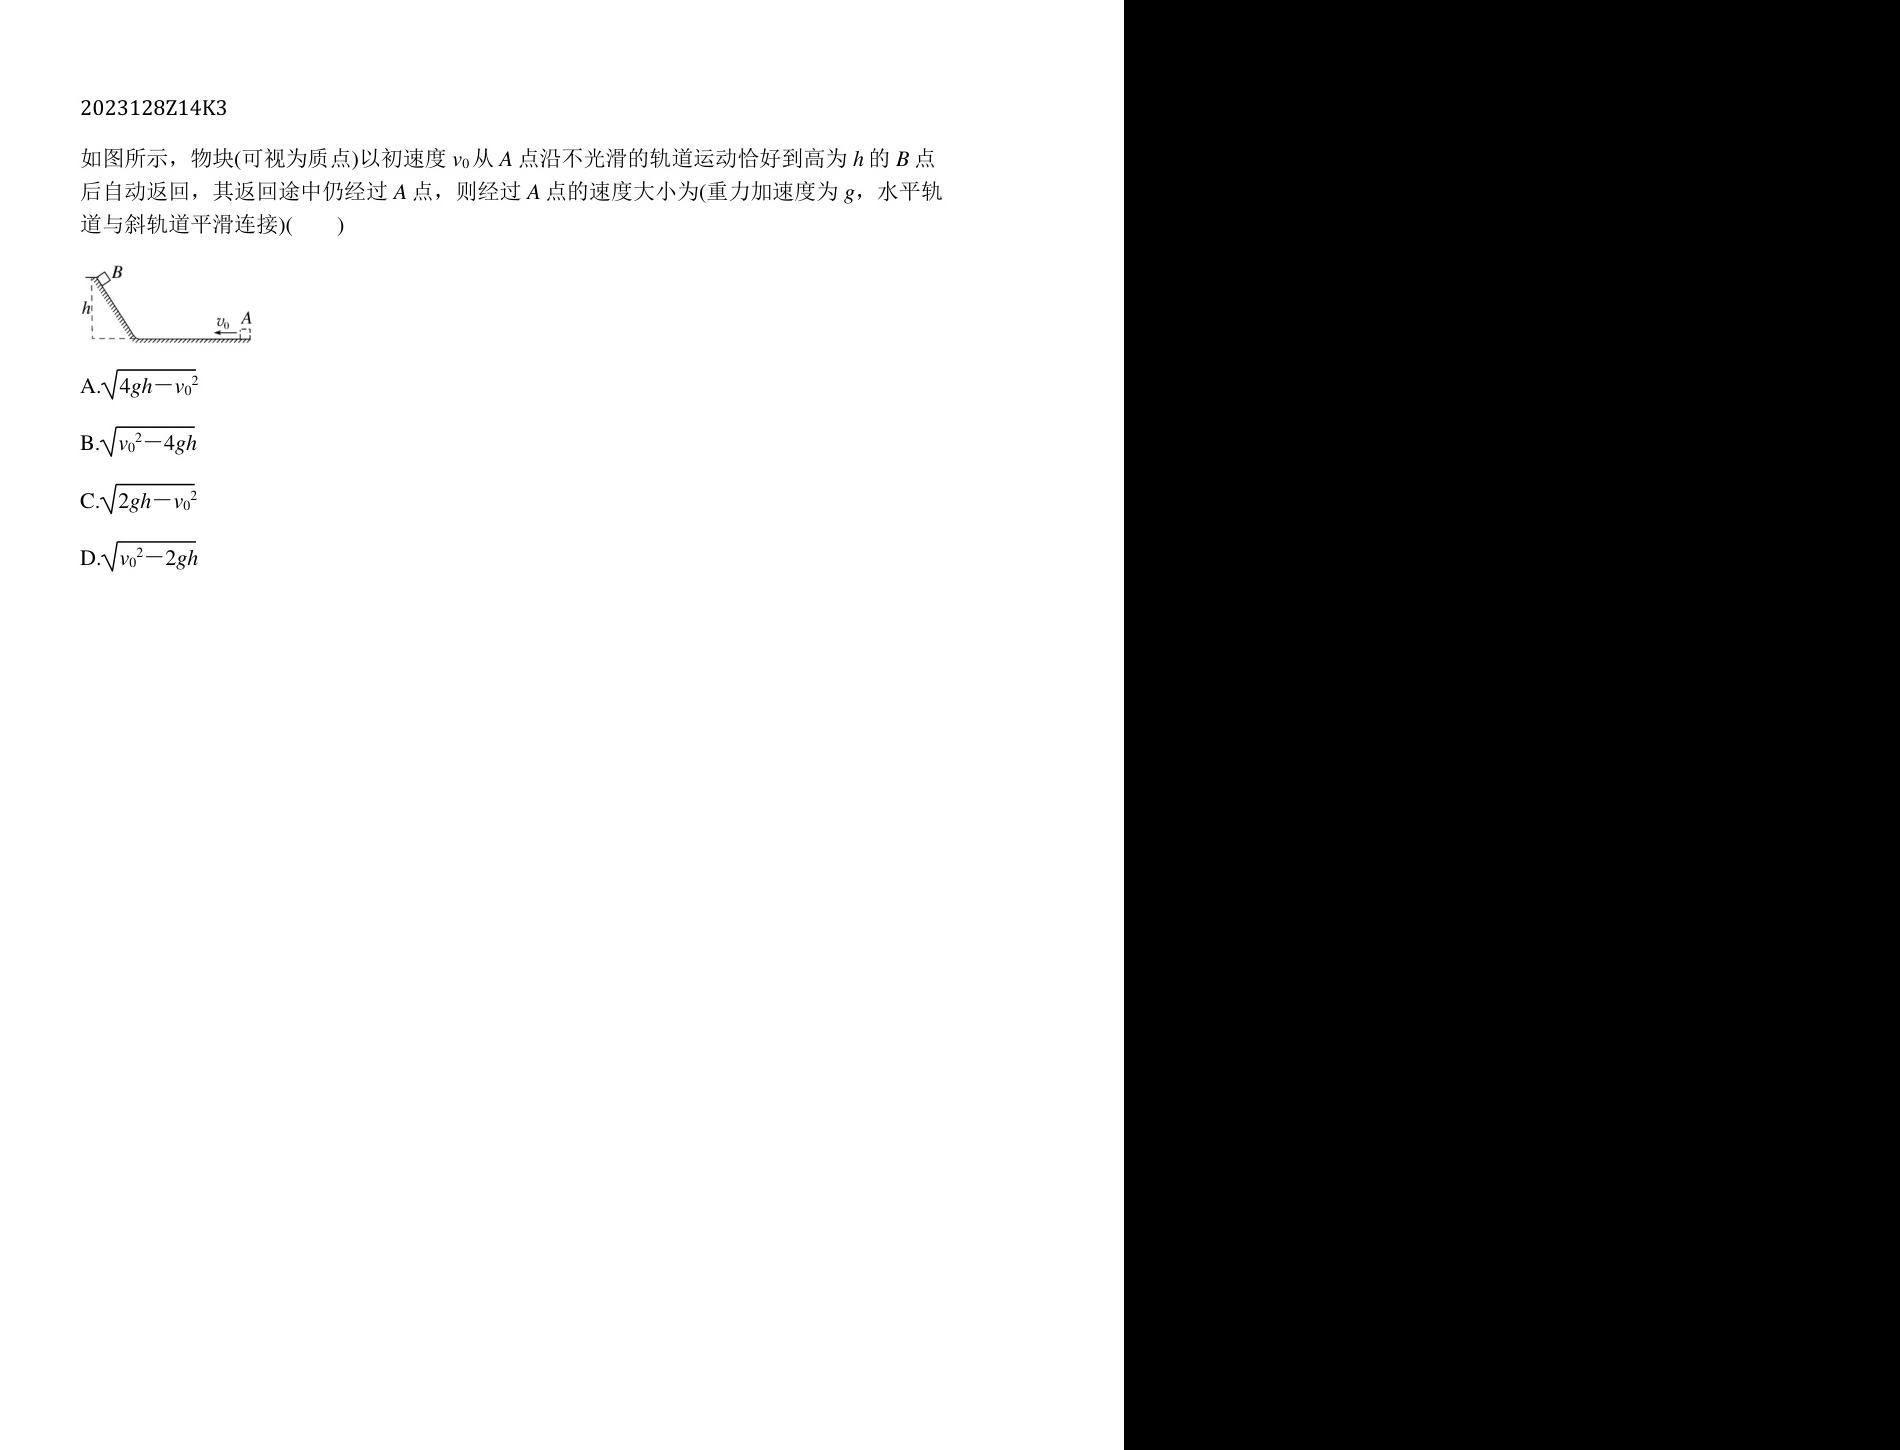 2023128Z14K3
如图所示，物块(可视为质点)以初速度 v₀从 A 点沿不光滑的轨道运动恰好到高为 h 的 B 点
后自动返回，其返回途中仍经过 A 点，则经过 A 点的速度大小为(重力加速度为 g，水平轨
道与斜轨道平滑连接)(　　)
B
h
v₀ A
A.√4gh－v₀²
B.√v₀²－4gh
C.√2gh－v₀²
D.√v₀²－2gh